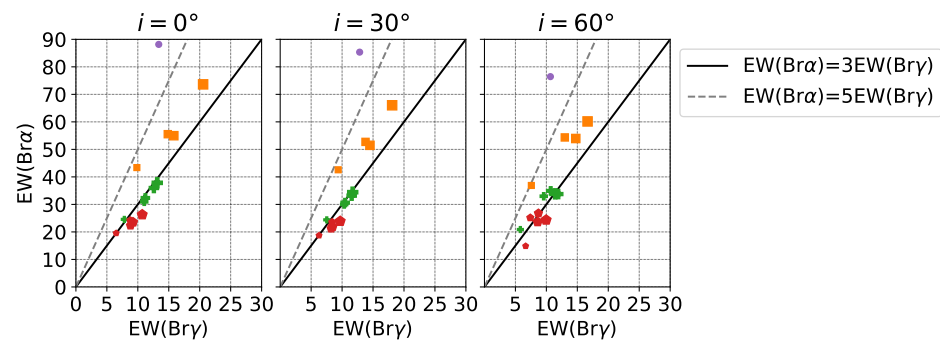 i = 0°
i = 30°
i = 60°
EW(Brα)
90
80
70
60
50
40
30
20
10
0
0 5 10 15 20 25 30
5 10 15 20 25 30
5 10 15 20 25 30
EW(Brγ)
EW(Brγ)
EW(Brγ)
EW(Brα)=3EW(Brγ)
EW(Brα)=5EW(Brγ)